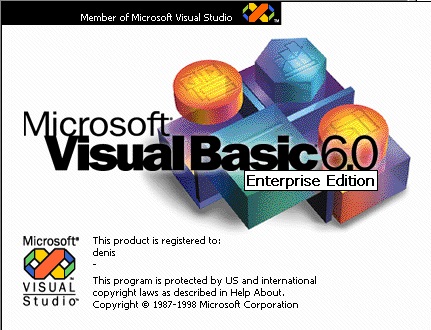 Member of Microsoft Visual Studio
Microsoft
Visual Basic 6.0
Enterprise Edition
Microsoft®
VISUAL
Studio™
This product is registered to:
denis
-
This program is protected by US and international
copyright laws as described in Help About.
Copyright © 1987-1998 Microsoft Corporation